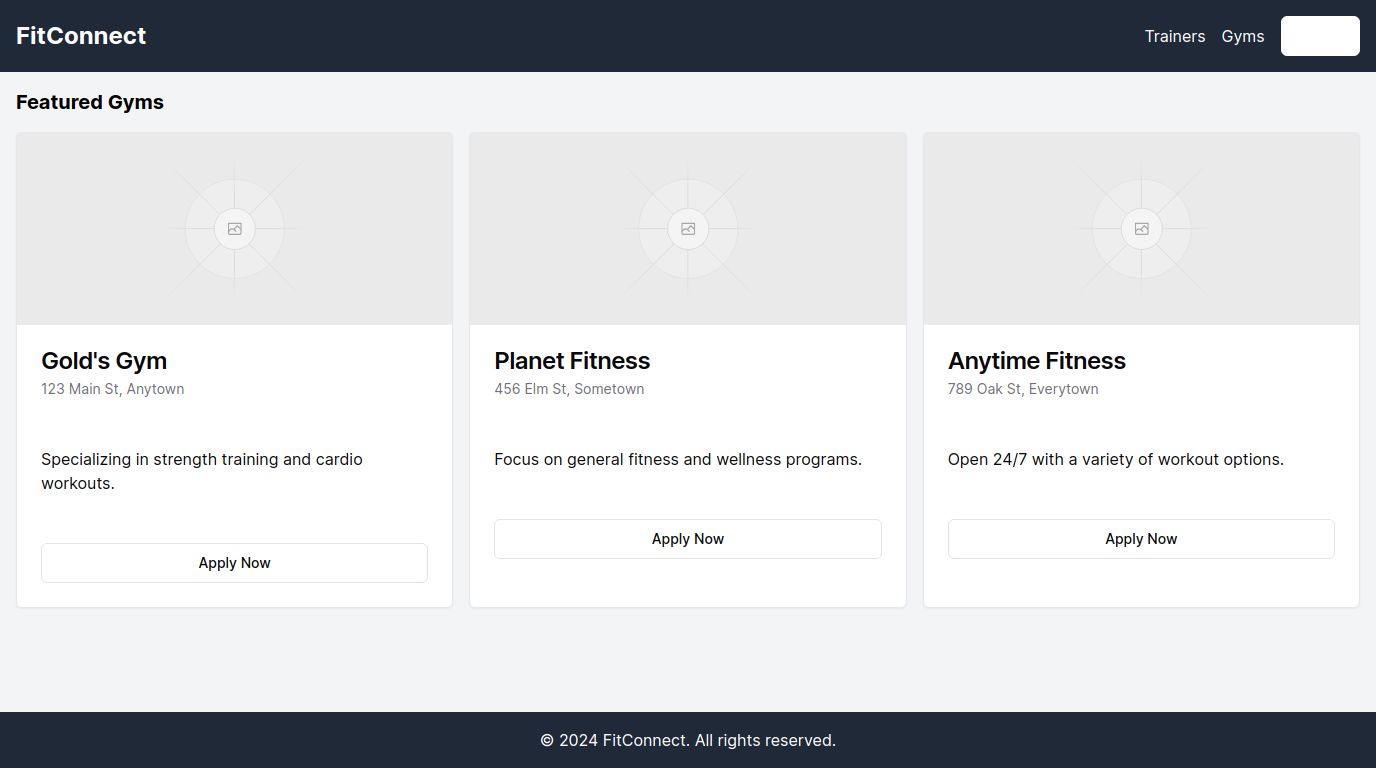 FitConnect
Trainers
Gyms
Featured Gyms
Gold's Gym
123 Main St, Anytown
Specializing in strength training and cardio
workouts.
Apply Now
Planet Fitness
456 Elm St, Sometown
Focus on general fitness and wellness programs.
Apply Now
Anytime Fitness
789 Oak St, Everytown
Open 24/7 with a variety of workout options.
Apply Now
© 2024 FitConnect. All rights reserved.